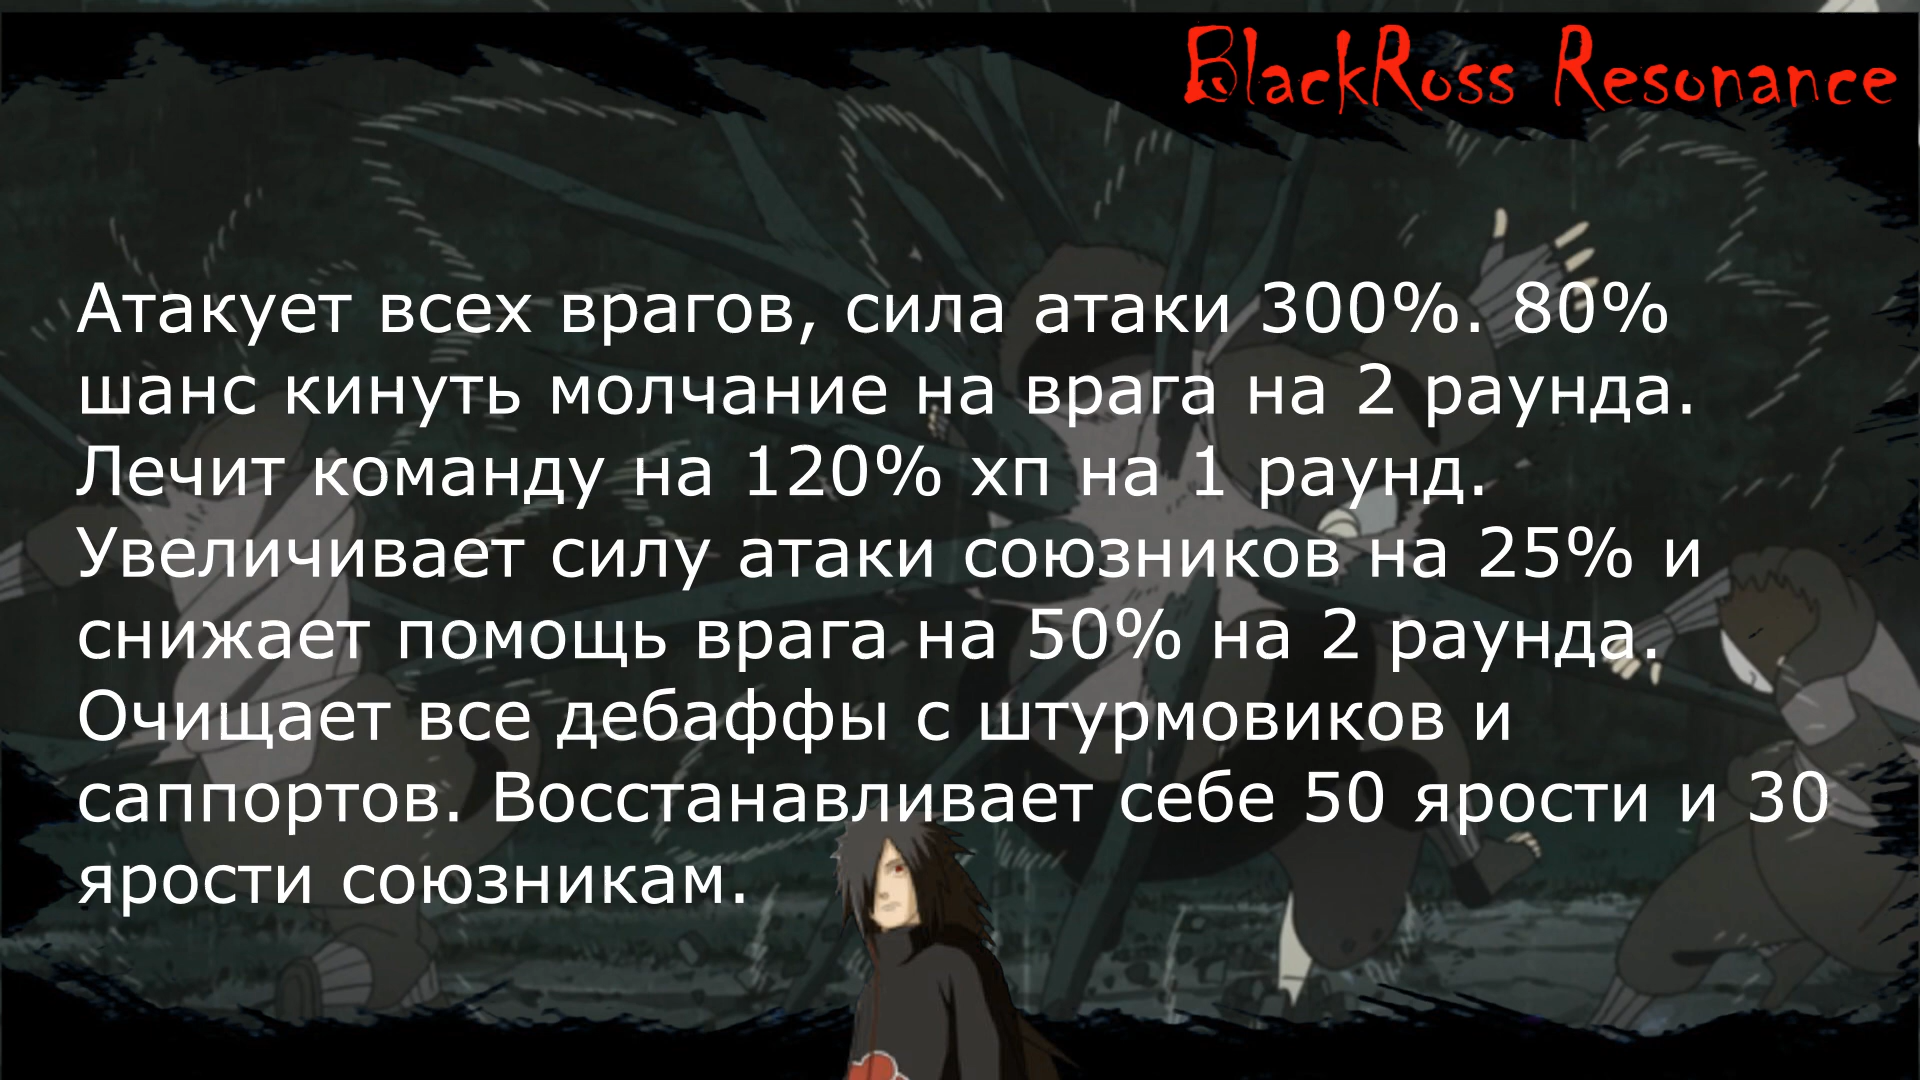 BlackRoss Resonance
Атакует всех врагов, сила атаки 300%. 80%
шанс кинуть молчание на врага на 2 раунда.
Лечит команду на 120% хп на 1 раунд.
Увеличивает силу атаки союзников на 25% и
снижает помощь врага на 50% на 2 раунда.
Очищает все дебаффы с штурмовиков и
саппортов. Восстанавливает себе 50 ярости и 30
ярости союзникам.